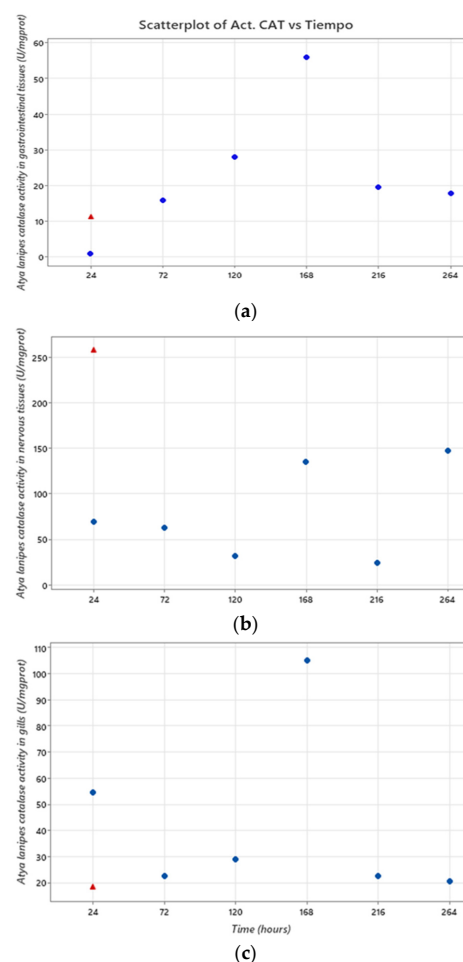 Scatterplot of Act. CAT vs Tiempo
Atya lanipes catalase activity in gastrointestinal tissues (U/mgprot)
60
50
40
30
20
10
0
24 72 120 168 216 264
(a)
Atya lanipes catalase activity in nervous tissues (U/mgprot)
250
200
150
100
50
0
24 72 120 168 216 264
(b)
Atya lanipes catalase activity in gills (U/mgprot)
110
100
90
80
70
60
50
40
30
20
24 72 120 168 216 264
Time (hours)
(c)